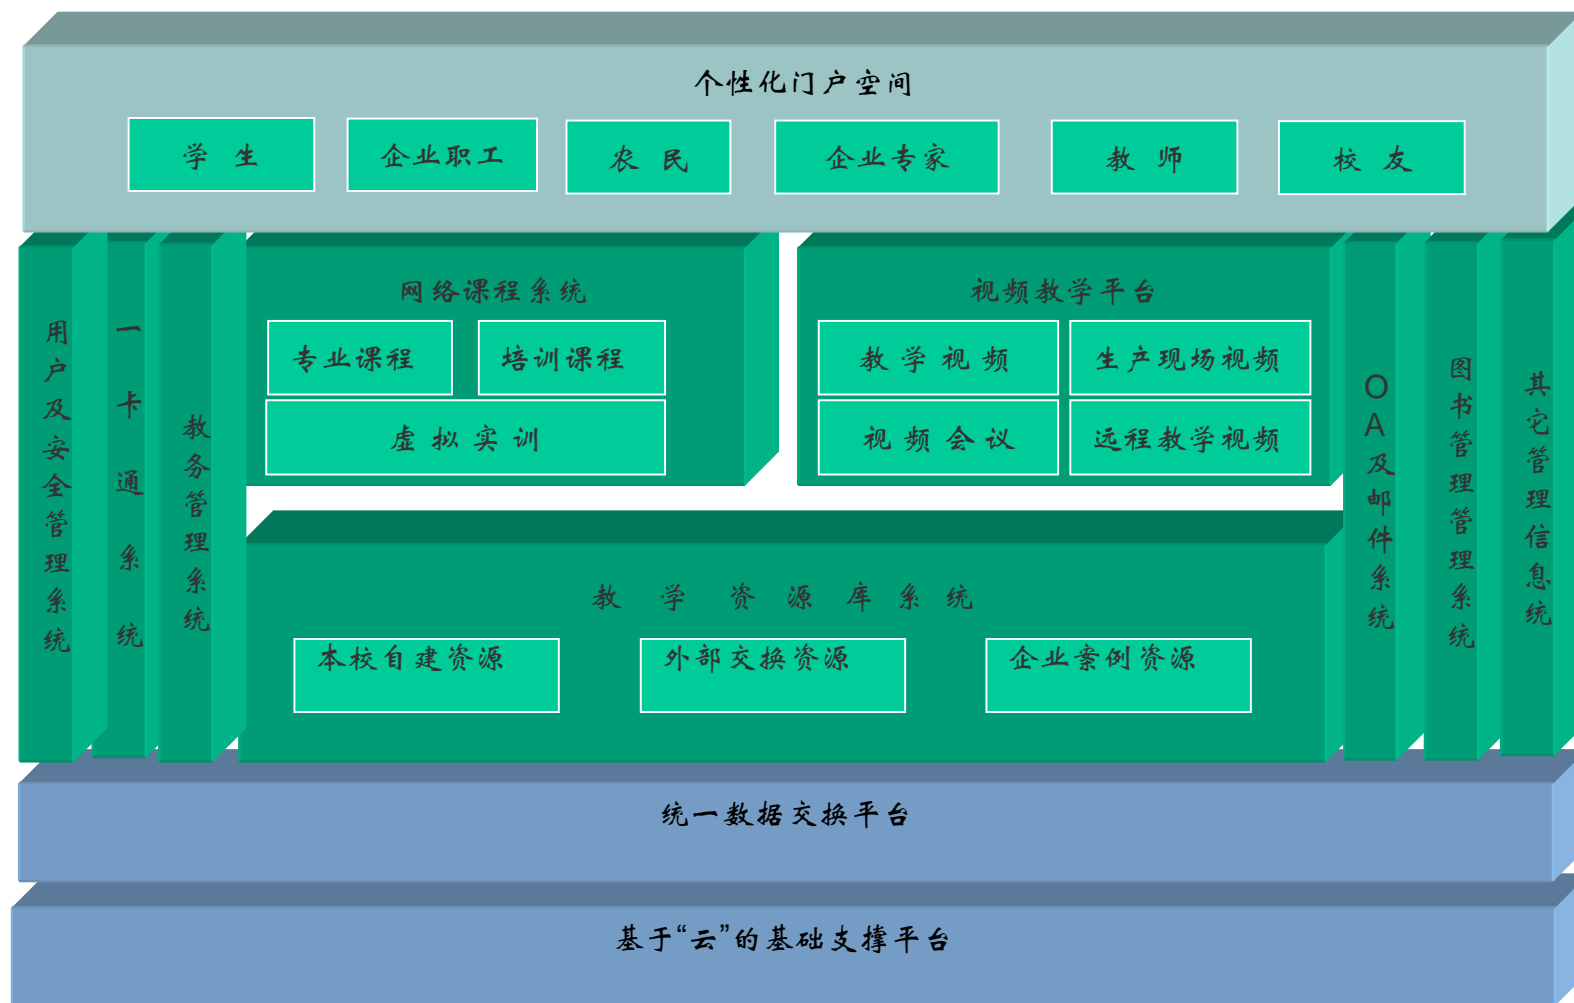 个性化门户空间
学 生
企业职工
农 民
企业专家
教 师
校 友
用户及安全管理系统
一卡通系统
教务管理系统
网络课程系统
专业课程
培训课程
虚 拟 实 训
视频教学平台
教 学 视 频
生产现场视频
视 频 会 议
远程教学视频
OA及邮件系统
图书管理管理系统
其它管理信息统
教 学 资 源 库 系 统
本校自建资源
外部交换资源
企业案例资源
统一数据交换平台
基于“云”的基础支撑平台